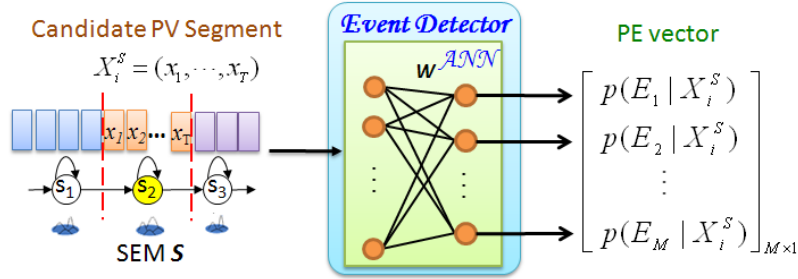 Candidate PV Segment
X_i^S = (x_1, ⋯, x_T)
x_1 x_2 ... x_T
S_1 S_2 S_3
SEM S
Event Detector
W ANN
⋮ ⋮
PE vector
[ p(E_1 | X_i^S)
p(E_2 | X_i^S)
⋮
p(E_M | X_i^S) ]_{M×1}